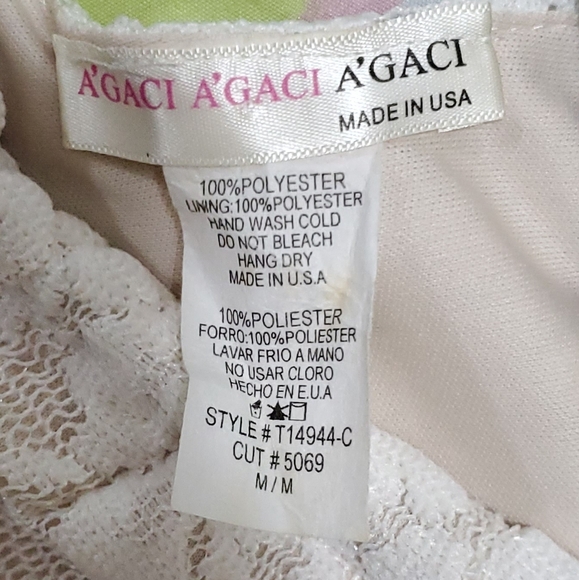 A'GACI A'GACI A'GACI
MADE IN USA
100%POLYESTER
LINING:100%POLYESTER
HAND WASH COLD
DO NOT BLEACH
HANG DRY
MADE IN U.S.A
100%POLIESTER
FORRO:100%POLIESTER
LAVAR FRIO A MANO
NO USAR CLORO
HECHO EN E.U.A
STYLE # T14944-C
CUT # 5069
M / M